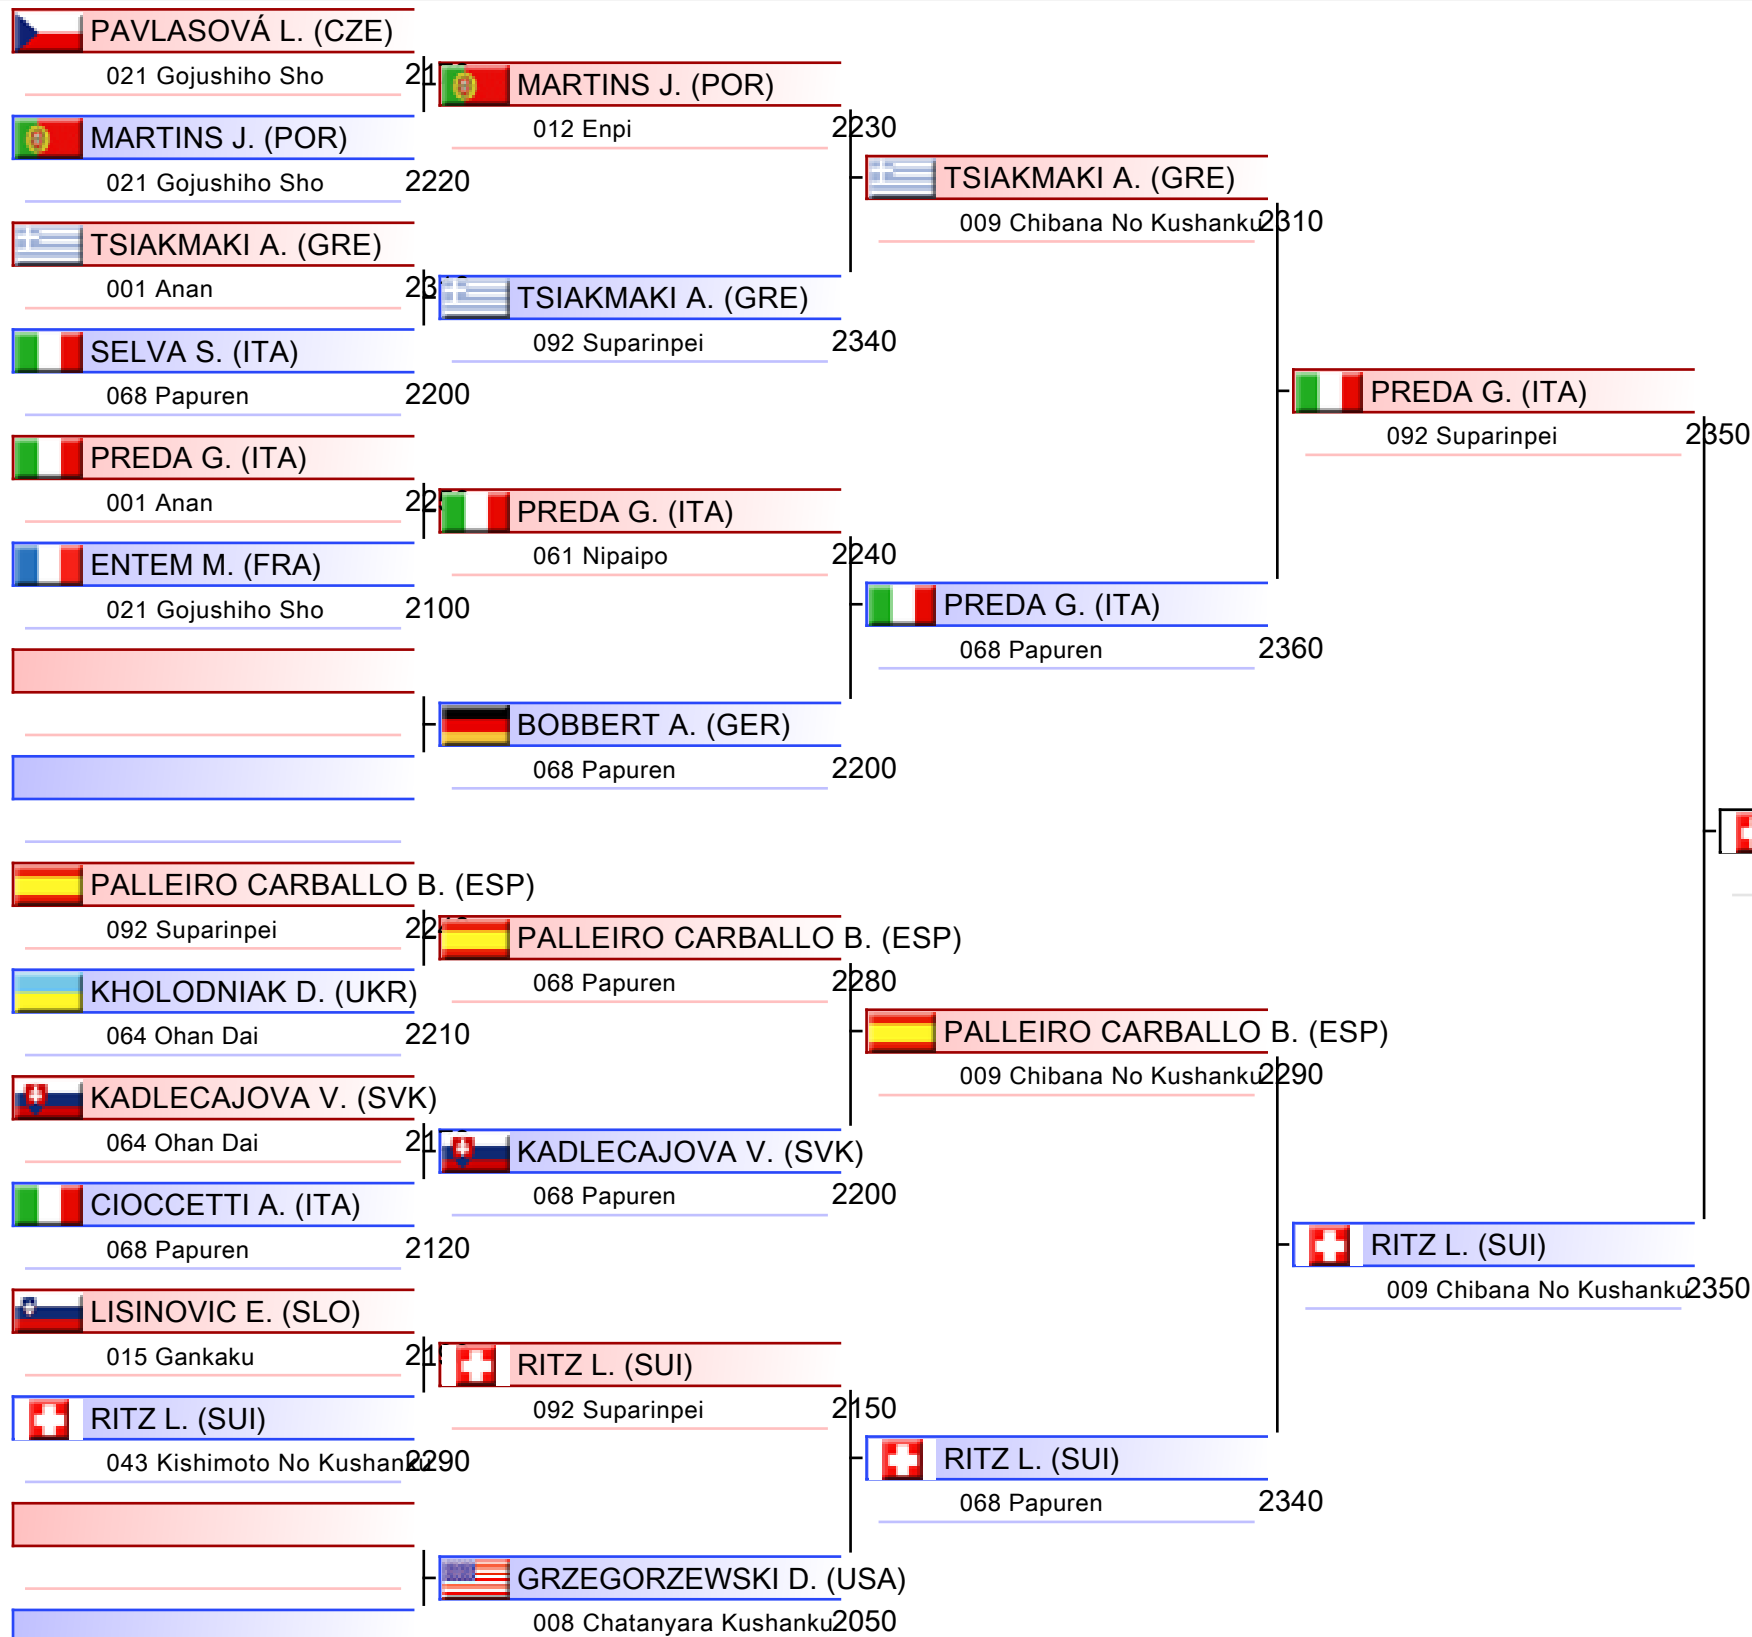 PAVLASOVÁ L. (CZE)
021 Gojushiho Sho
MARTINS J. (POR)
021 Gojushiho Sho 2220
TSIAKMAKI A. (GRE)
001 Anan
SELVA S. (ITA)
068 Papuren 2200
PREDA G. (ITA)
001 Anan
ENTEM M. (FRA)
021 Gojushiho Sho 2100
PALLEIRO CARBALLO B. (ESP)
092 Suparinpei
KHOLODNIAK D. (UKR)
064 Ohan Dai 2210
KADLECAJOVA V. (SVK)
064 Ohan Dai
CIOCCETTI A. (ITA)
068 Papuren 2120
LISINOVIC E. (SLO)
015 Gankaku
RITZ L. (SUI)
043 Kishimoto No Kushanku 2290
MARTINS J. (POR)
012 Enpi 2230
TSIAKMAKI A. (GRE)
092 Suparinpei 2340
PREDA G. (ITA)
061 Nipaipo 2240
BOBBERT A. (GER)
068 Papuren 2200
PALLEIRO CARBALLO B. (ESP)
068 Papuren 2280
KADLECAJOVA V. (SVK)
068 Papuren 2200
RITZ L. (SUI)
092 Suparinpei 2150
GRZEGORZEWSKI D. (USA)
008 Chatanyara Kushanku 2050
TSIAKMAKI A. (GRE)
009 Chibana No Kushanku 2310
PREDA G. (ITA)
068 Papuren 2360
PALLEIRO CARBALLO B. (ESP)
009 Chibana No Kushanku 2290
RITZ L. (SUI)
068 Papuren 2340
PREDA G. (ITA)
092 Suparinpei 2350
RITZ L. (SUI)
009 Chibana No Kushanku 2350